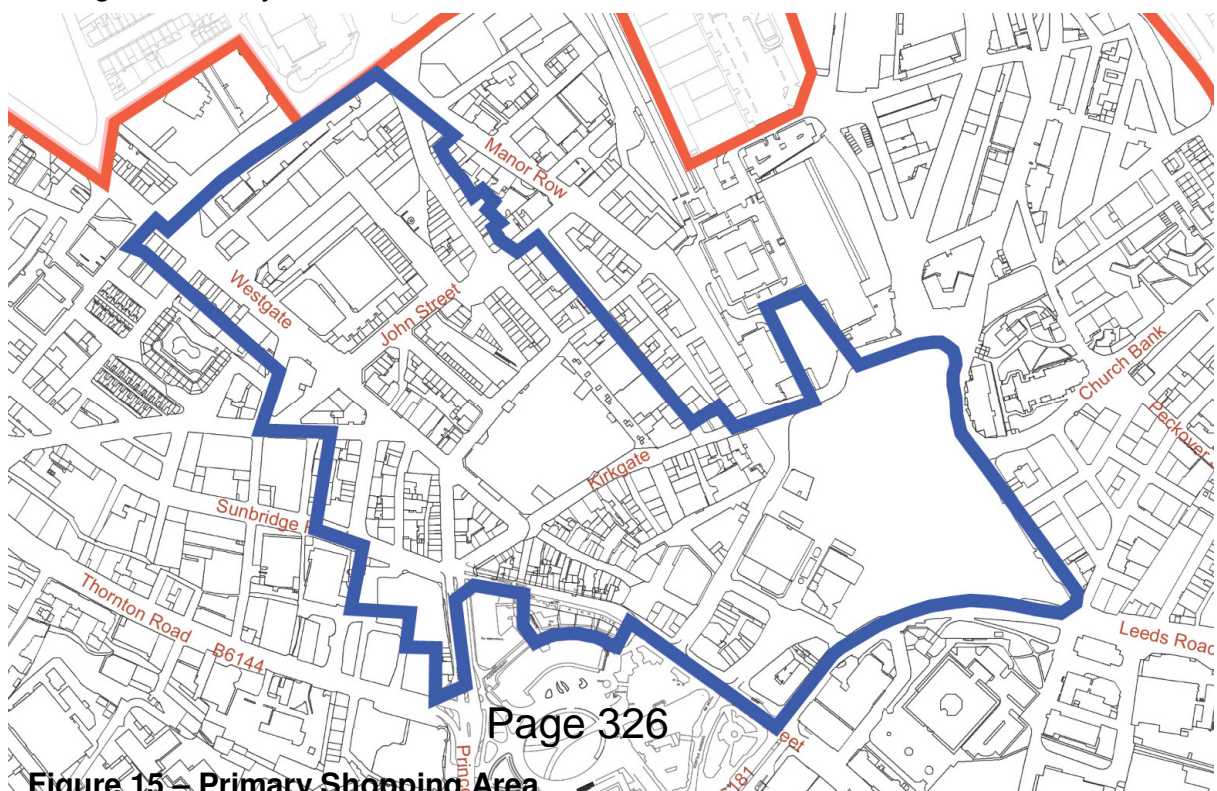 Manor Row
Westgate
John Street
Church Bank
Peckover
Kirkgate
Sunbridge
Thornton Road
B6144
Leeds Road
Page 326
Figure 15 – Primary Shopping Area